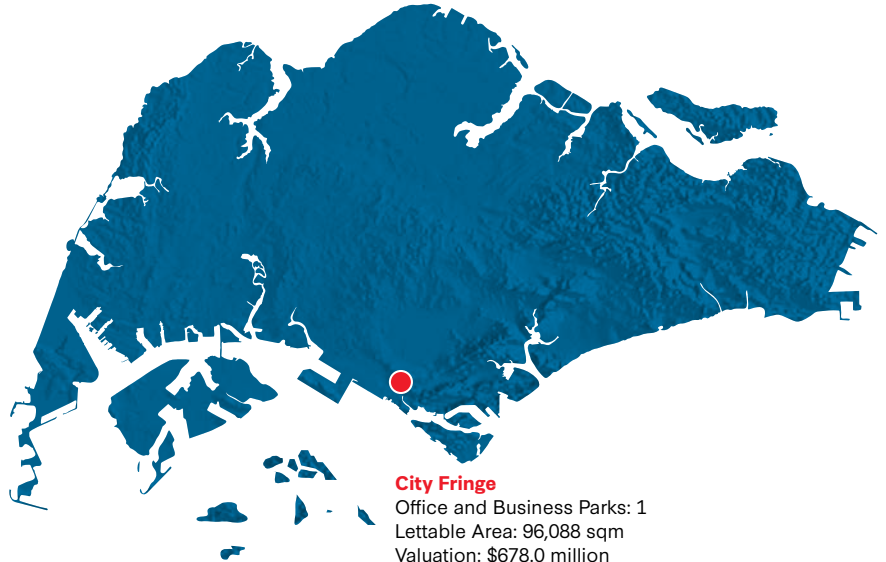 City Fringe
Office and Business Parks: 1
Lettable Area: 96,088 sqm
Valuation: $678.0 million